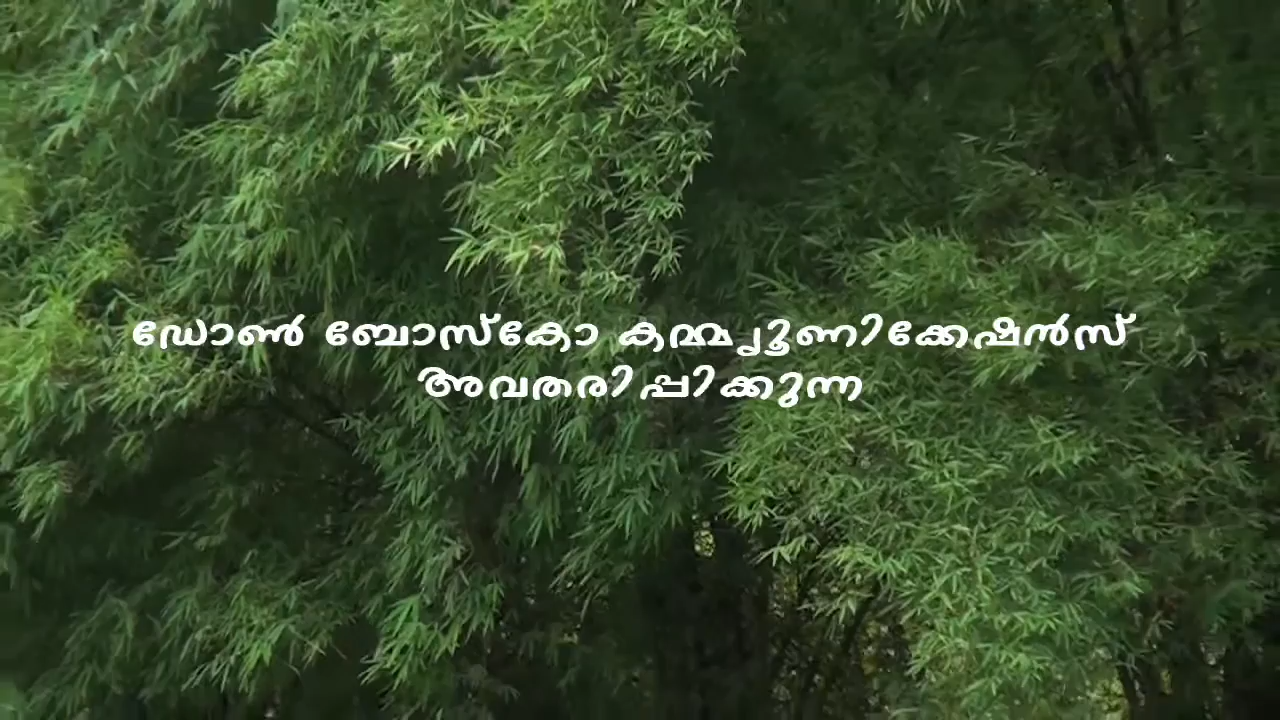 ഡോൺ ബോസ്കോ കമ്മ്യൂണിക്കേഷൻസ്
അവതരിപ്പിക്കുന്ന